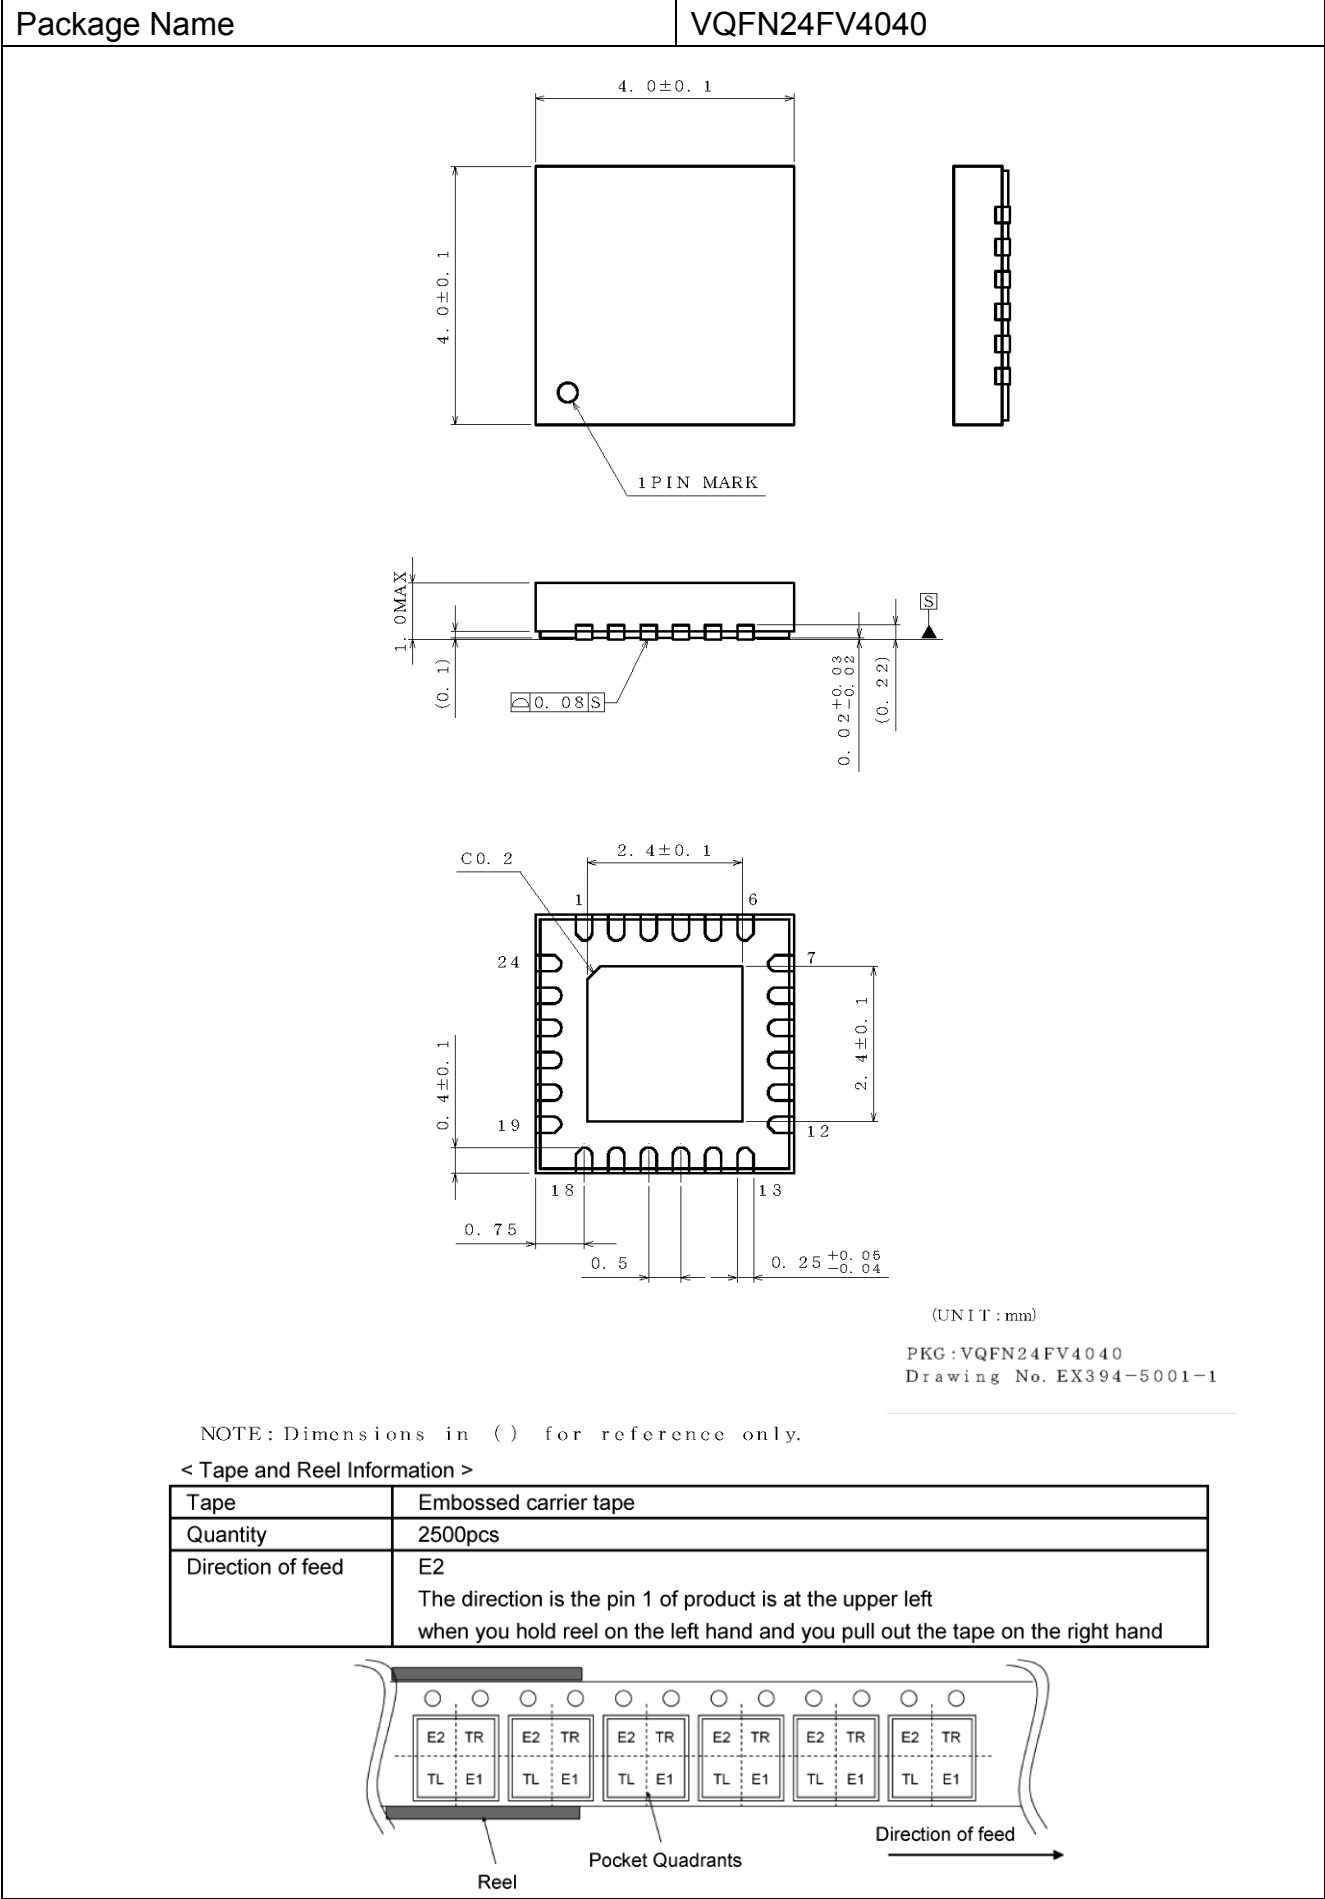 Package Name VQFN24FV4040
4. 0±0. 1
4. 0±0. 1
1PIN MARK
1. 0MAX
(0. 1)
⌓ 0. 08 S
S
0. 02 +0. 03 −0. 02
(0. 22)
C0. 2
2. 4±0. 1
1 6
24 7
2. 4±0. 1
0. 4±0. 1
19 12
18 13
0. 75
0. 5
0. 25 +0. 05 −0. 04
(UNIT:mm)
PKG:VQFN24FV4040
Drawing No. EX394−5001−1
NOTE: Dimensions in ( ) for reference only.
< Tape and Reel Information >
Tape Embossed carrier tape
Quantity 2500pcs
Direction of feed E2
The direction is the pin 1 of product is at the upper left
when you hold reel on the left hand and you pull out the tape on the right hand
E2 TR E2 TR E2 TR E2 TR E2 TR E2 TR
TL E1 TL E1 TL E1 TL E1 TL E1 TL E1
Direction of feed
Pocket Quadrants
Reel